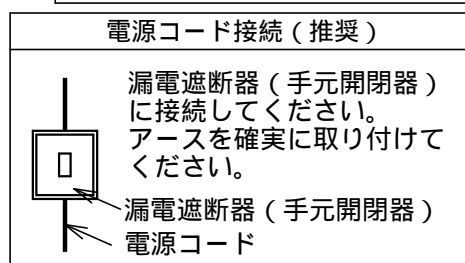 電源コード接続（推奨）
漏電遮断器（手元開閉器）
に接続してください。
アースを確実に取り付けて
ください。
漏電遮断器（手元開閉器）
電源コード